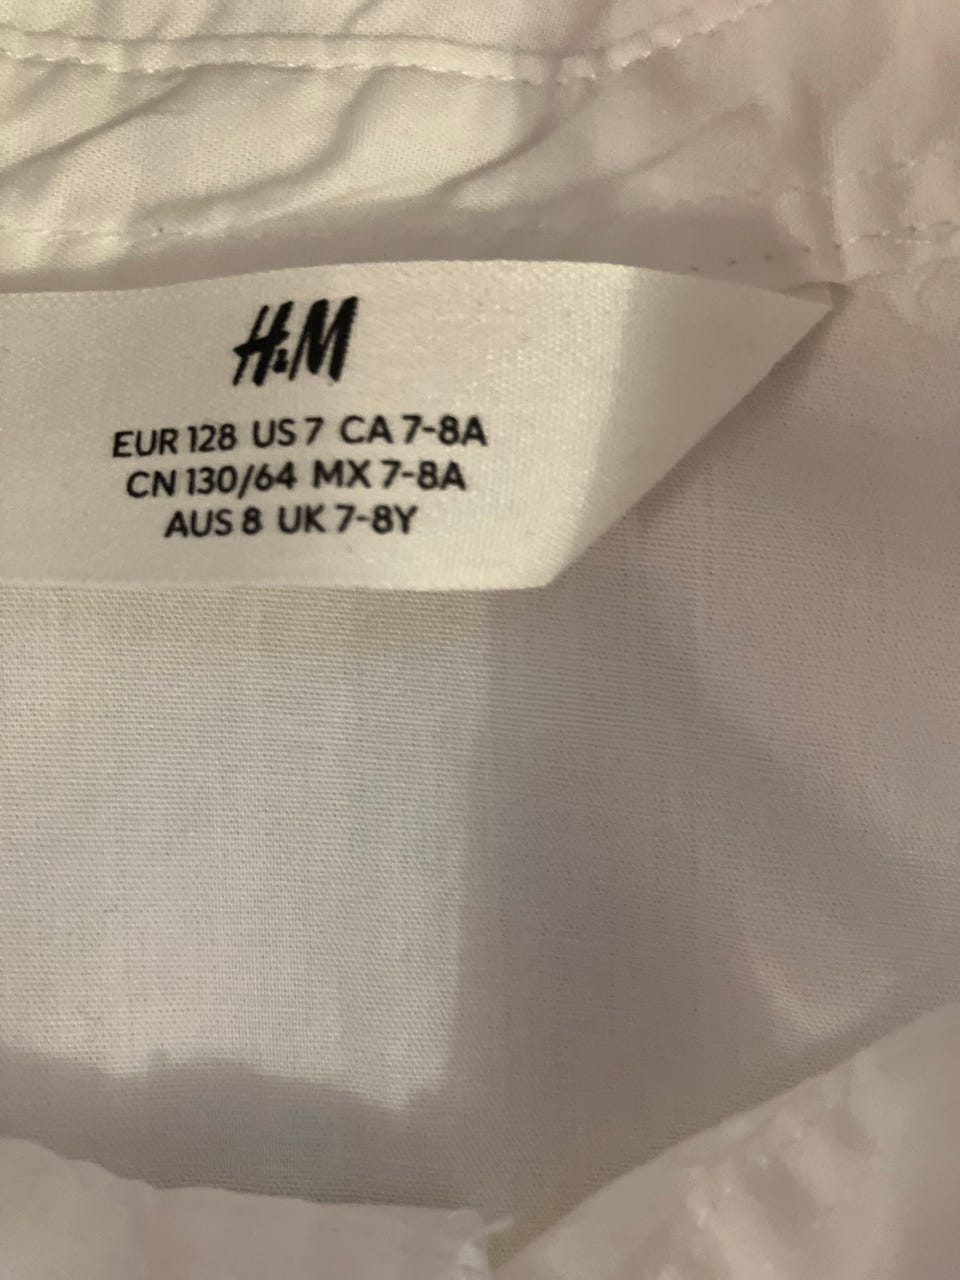 H&M
EUR 128 US 7 CA 7-8A
CN 130/64 MX 7-8A
AUS 8 UK 7-8Y